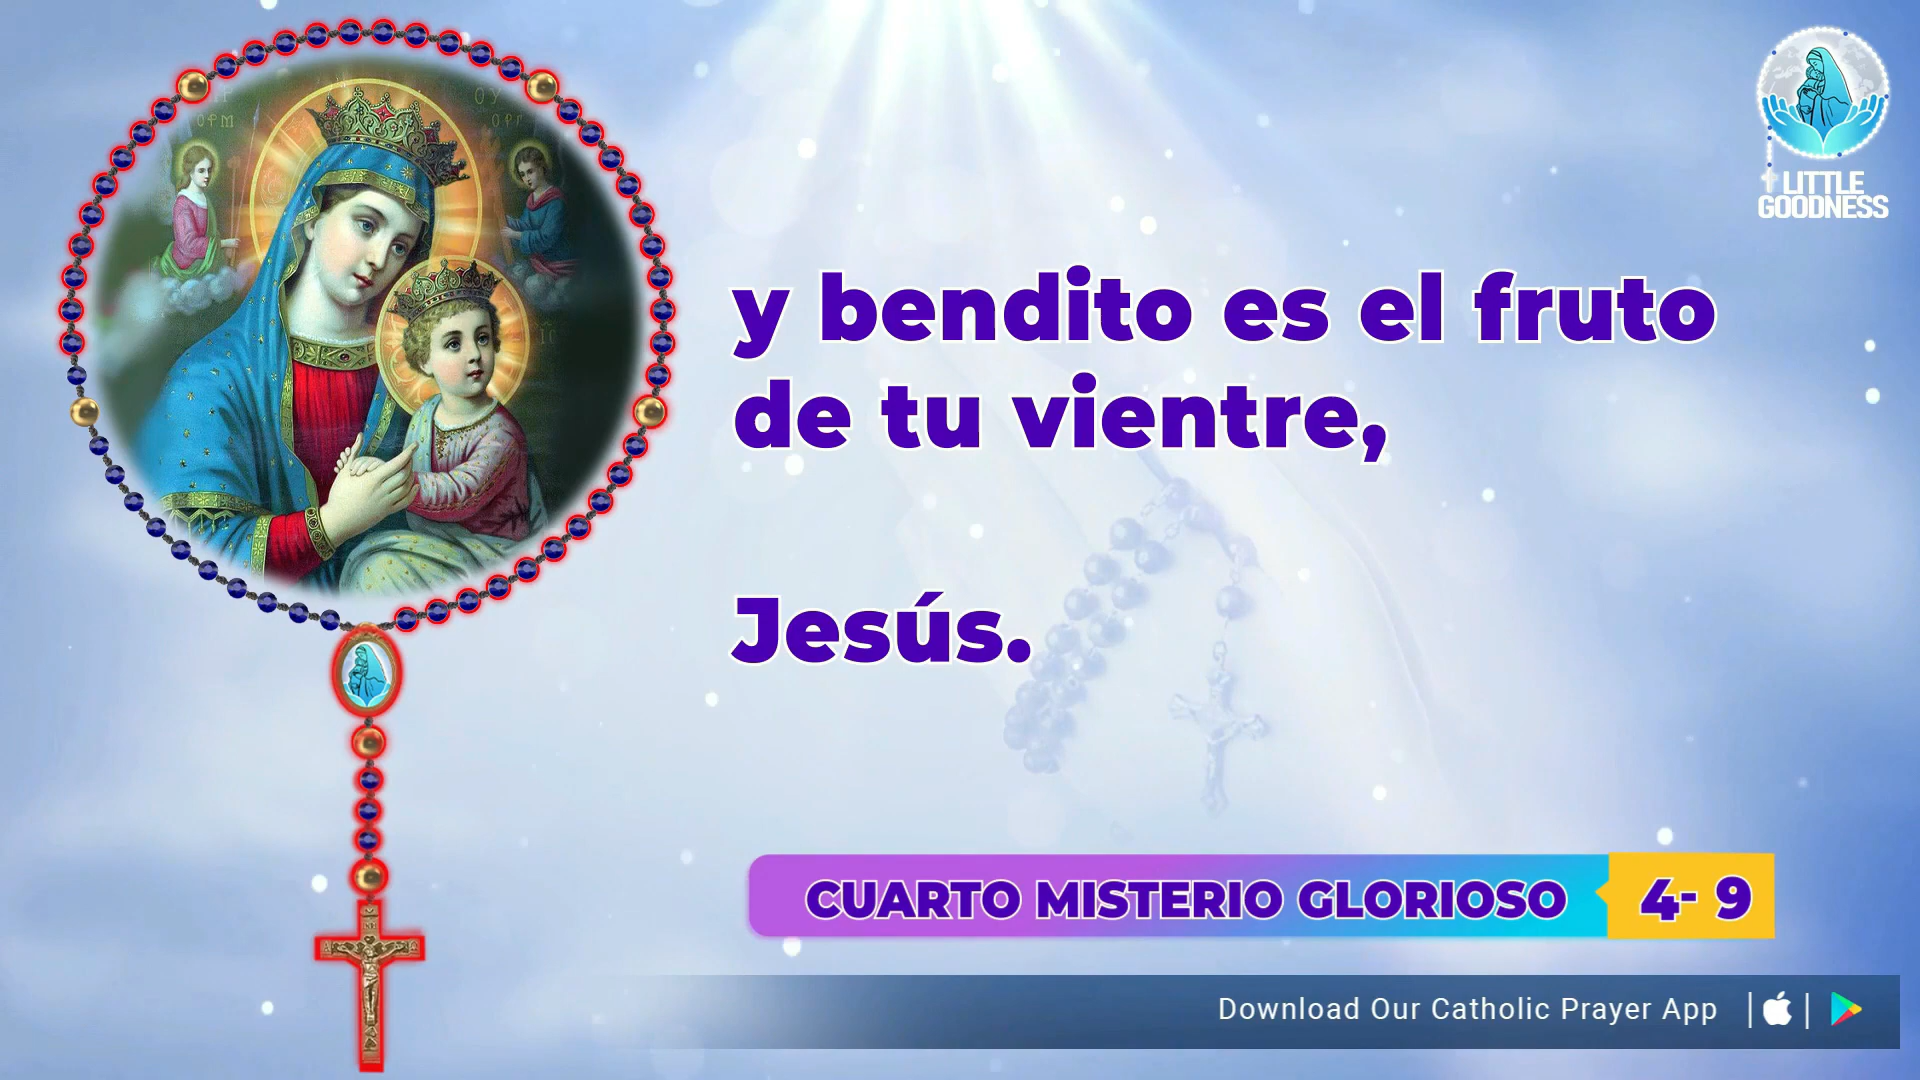 LITTLE
GOODNESS
y bendito es el fruto
de tu vientre,
Jesús.
CUARTO MISTERIO GLORIOSO
4- 9
Download Our Catholic Prayer App